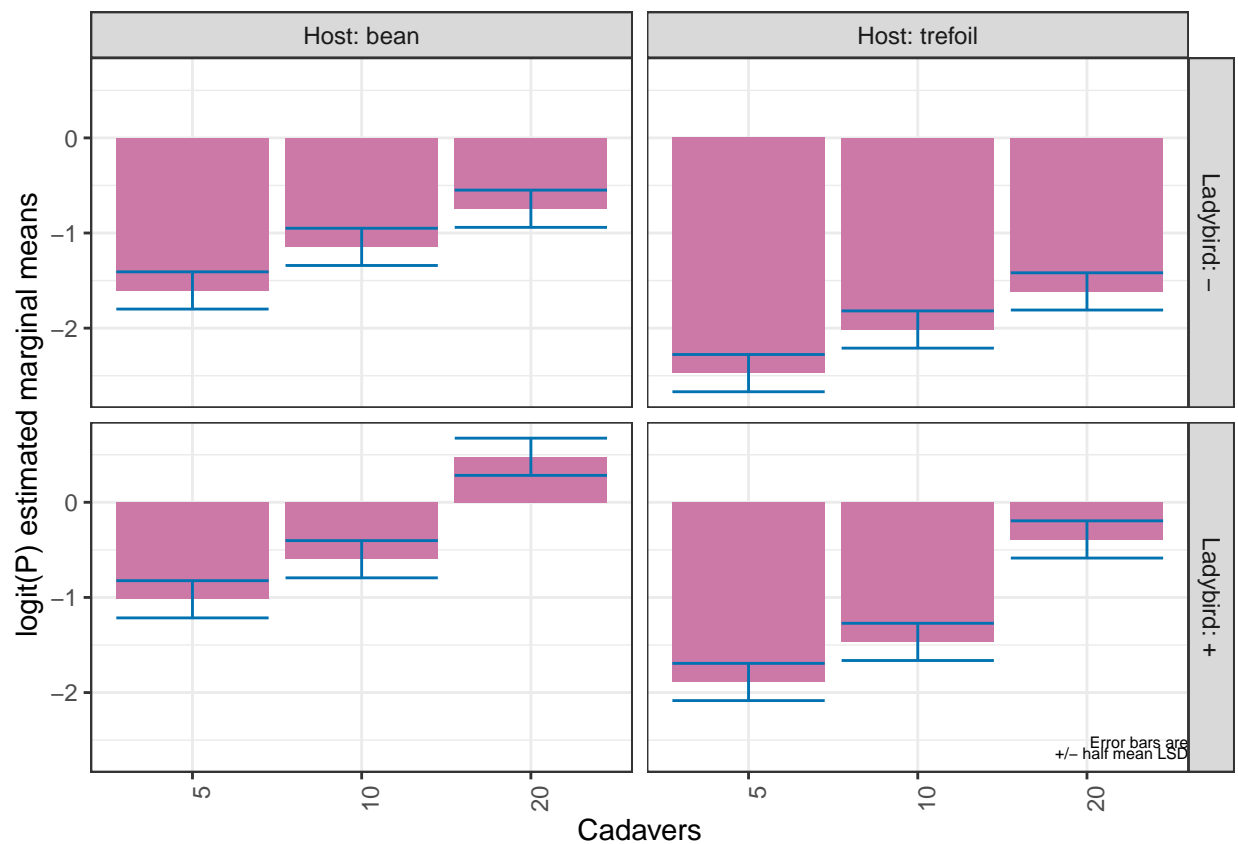 Host: bean
Host: trefoil
0
−1
−2
Ladybird: −
0
−1
−2
Ladybird: +
logit(P) estimated marginal means
Error bars are
+/− half mean LSD
5
10
20
5
10
20
Cadavers